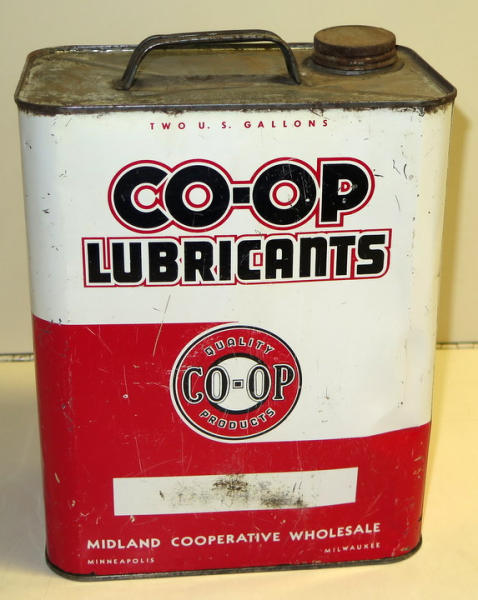 TWO U. S. GALLONS
CO-OP
LUBRICANTS
QUALITY
CO-OP
PRODUCTS
MIDLAND COOPERATIVE WHOLESALE
MINNEAPOLIS MILWAUKEE